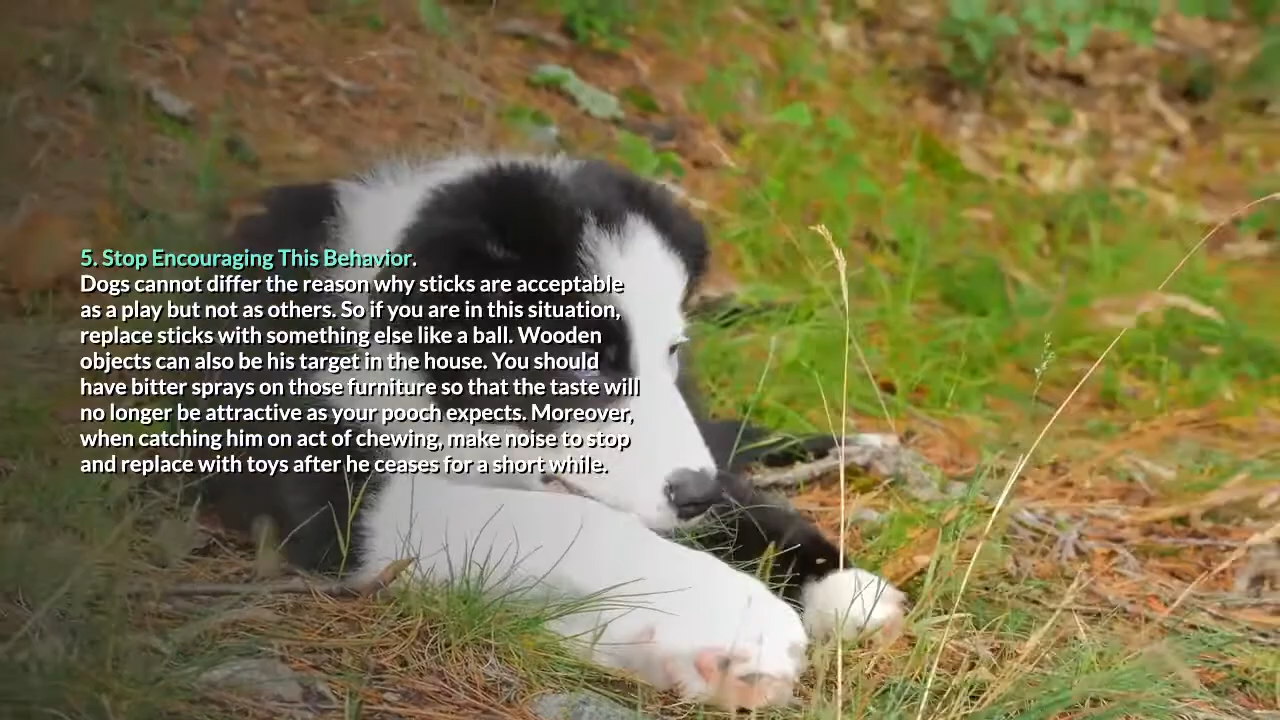 5. Stop Encouraging This Behavior.
Dogs cannot differ the reason why sticks are acceptable
as a play but not as others. So if you are in this situation,
replace sticks with something else like a ball. Wooden
objects can also be his target in the house. You should
have bitter sprays on those furniture so that the taste will
no longer be attractive as your pooch expects. Moreover,
when catching him on act of chewing, make noise to stop
and replace with toys after he ceases for a short while.